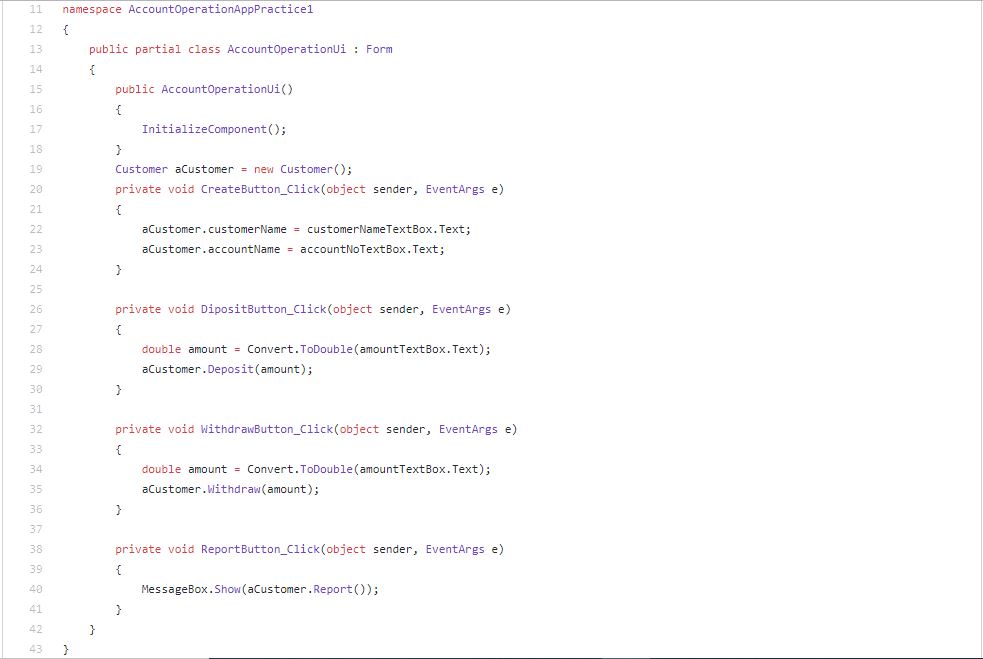 11 namespace AccountOperationAppPractice1
12 {
13     public partial class AccountOperationUi : Form
14     {
15         public AccountOperationUi()
16         {
17             InitializeComponent();
18         }
19         Customer aCustomer = new Customer();
20         private void CreateButton_Click(object sender, EventArgs e)
21         {
22             aCustomer.customerName = customerNameTextBox.Text;
23             aCustomer.accountName = accountNoTextBox.Text;
24         }
25
26         private void DipositButton_Click(object sender, EventArgs e)
27         {
28             double amount = Convert.ToDouble(amountTextBox.Text);
29             aCustomer.Deposit(amount);
30         }
31
32         private void WithdrawButton_Click(object sender, EventArgs e)
33         {
34             double amount = Convert.ToDouble(amountTextBox.Text);
35             aCustomer.Withdraw(amount);
36         }
37
38         private void ReportButton_Click(object sender, EventArgs e)
39         {
40             MessageBox.Show(aCustomer.Report());
41         }
42     }
43 }